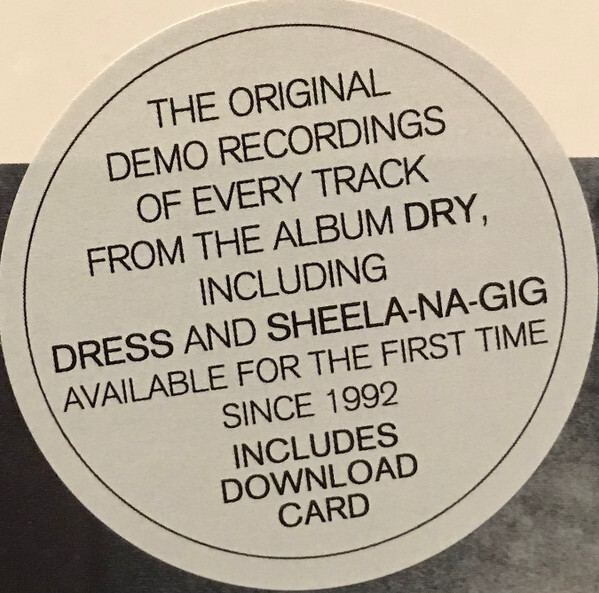 THE ORIGINAL
DEMO RECORDINGS
OF EVERY TRACK
FROM THE ALBUM DRY,
INCLUDING
DRESS AND SHEELA-NA-GIG
AVAILABLE FOR THE FIRST TIME
SINCE 1992
INCLUDES
DOWNLOAD
CARD